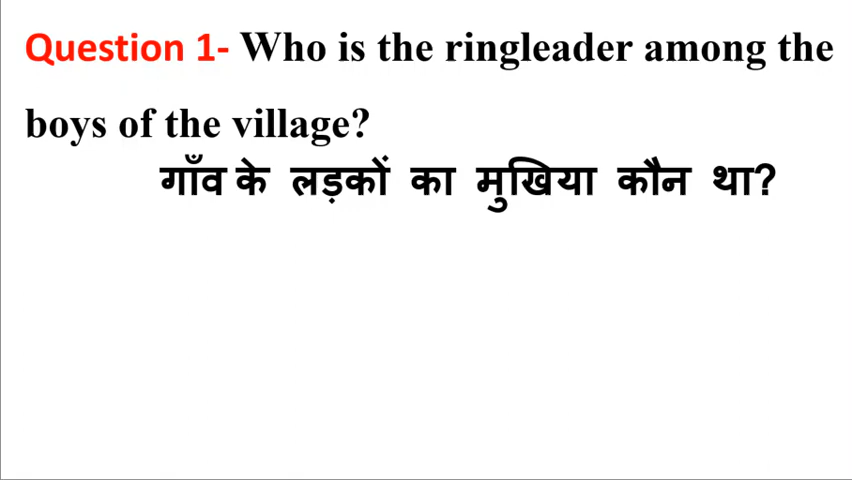 Question 1- Who is the ringleader among the
boys of the village?
गाँव के लड़कों का मुखिया कौन था?